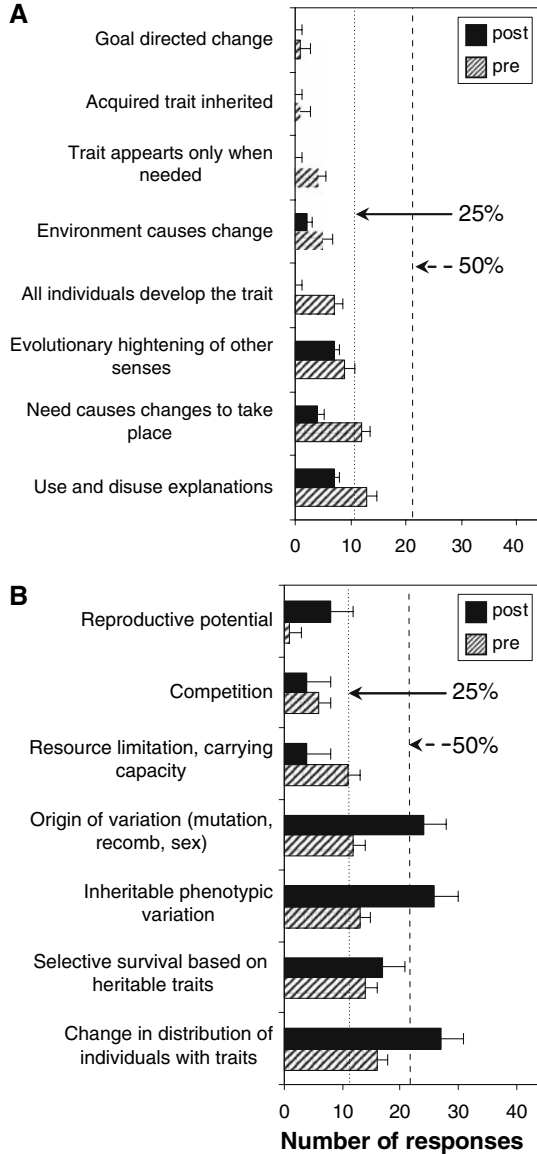 A
post
pre
Goal directed change
Acquired trait inherited
Trait appearts only when
needed
25%
Environment causes change
50%
All individuals develop the trait
Evolutionary hightening of other
senses
Need causes changes to take
place
Use and disuse explanations
0 10 20 30 40
B
post
pre
Reproductive potential
Competition
25%
Resource limitation, carrying
capacity
50%
Origin of variation (mutation,
recomb, sex)
Inheritable phenotypic
variation
Selective survival based on
heritable traits
Change in distribution of
individuals with traits
0 10 20 30 40
Number of responses